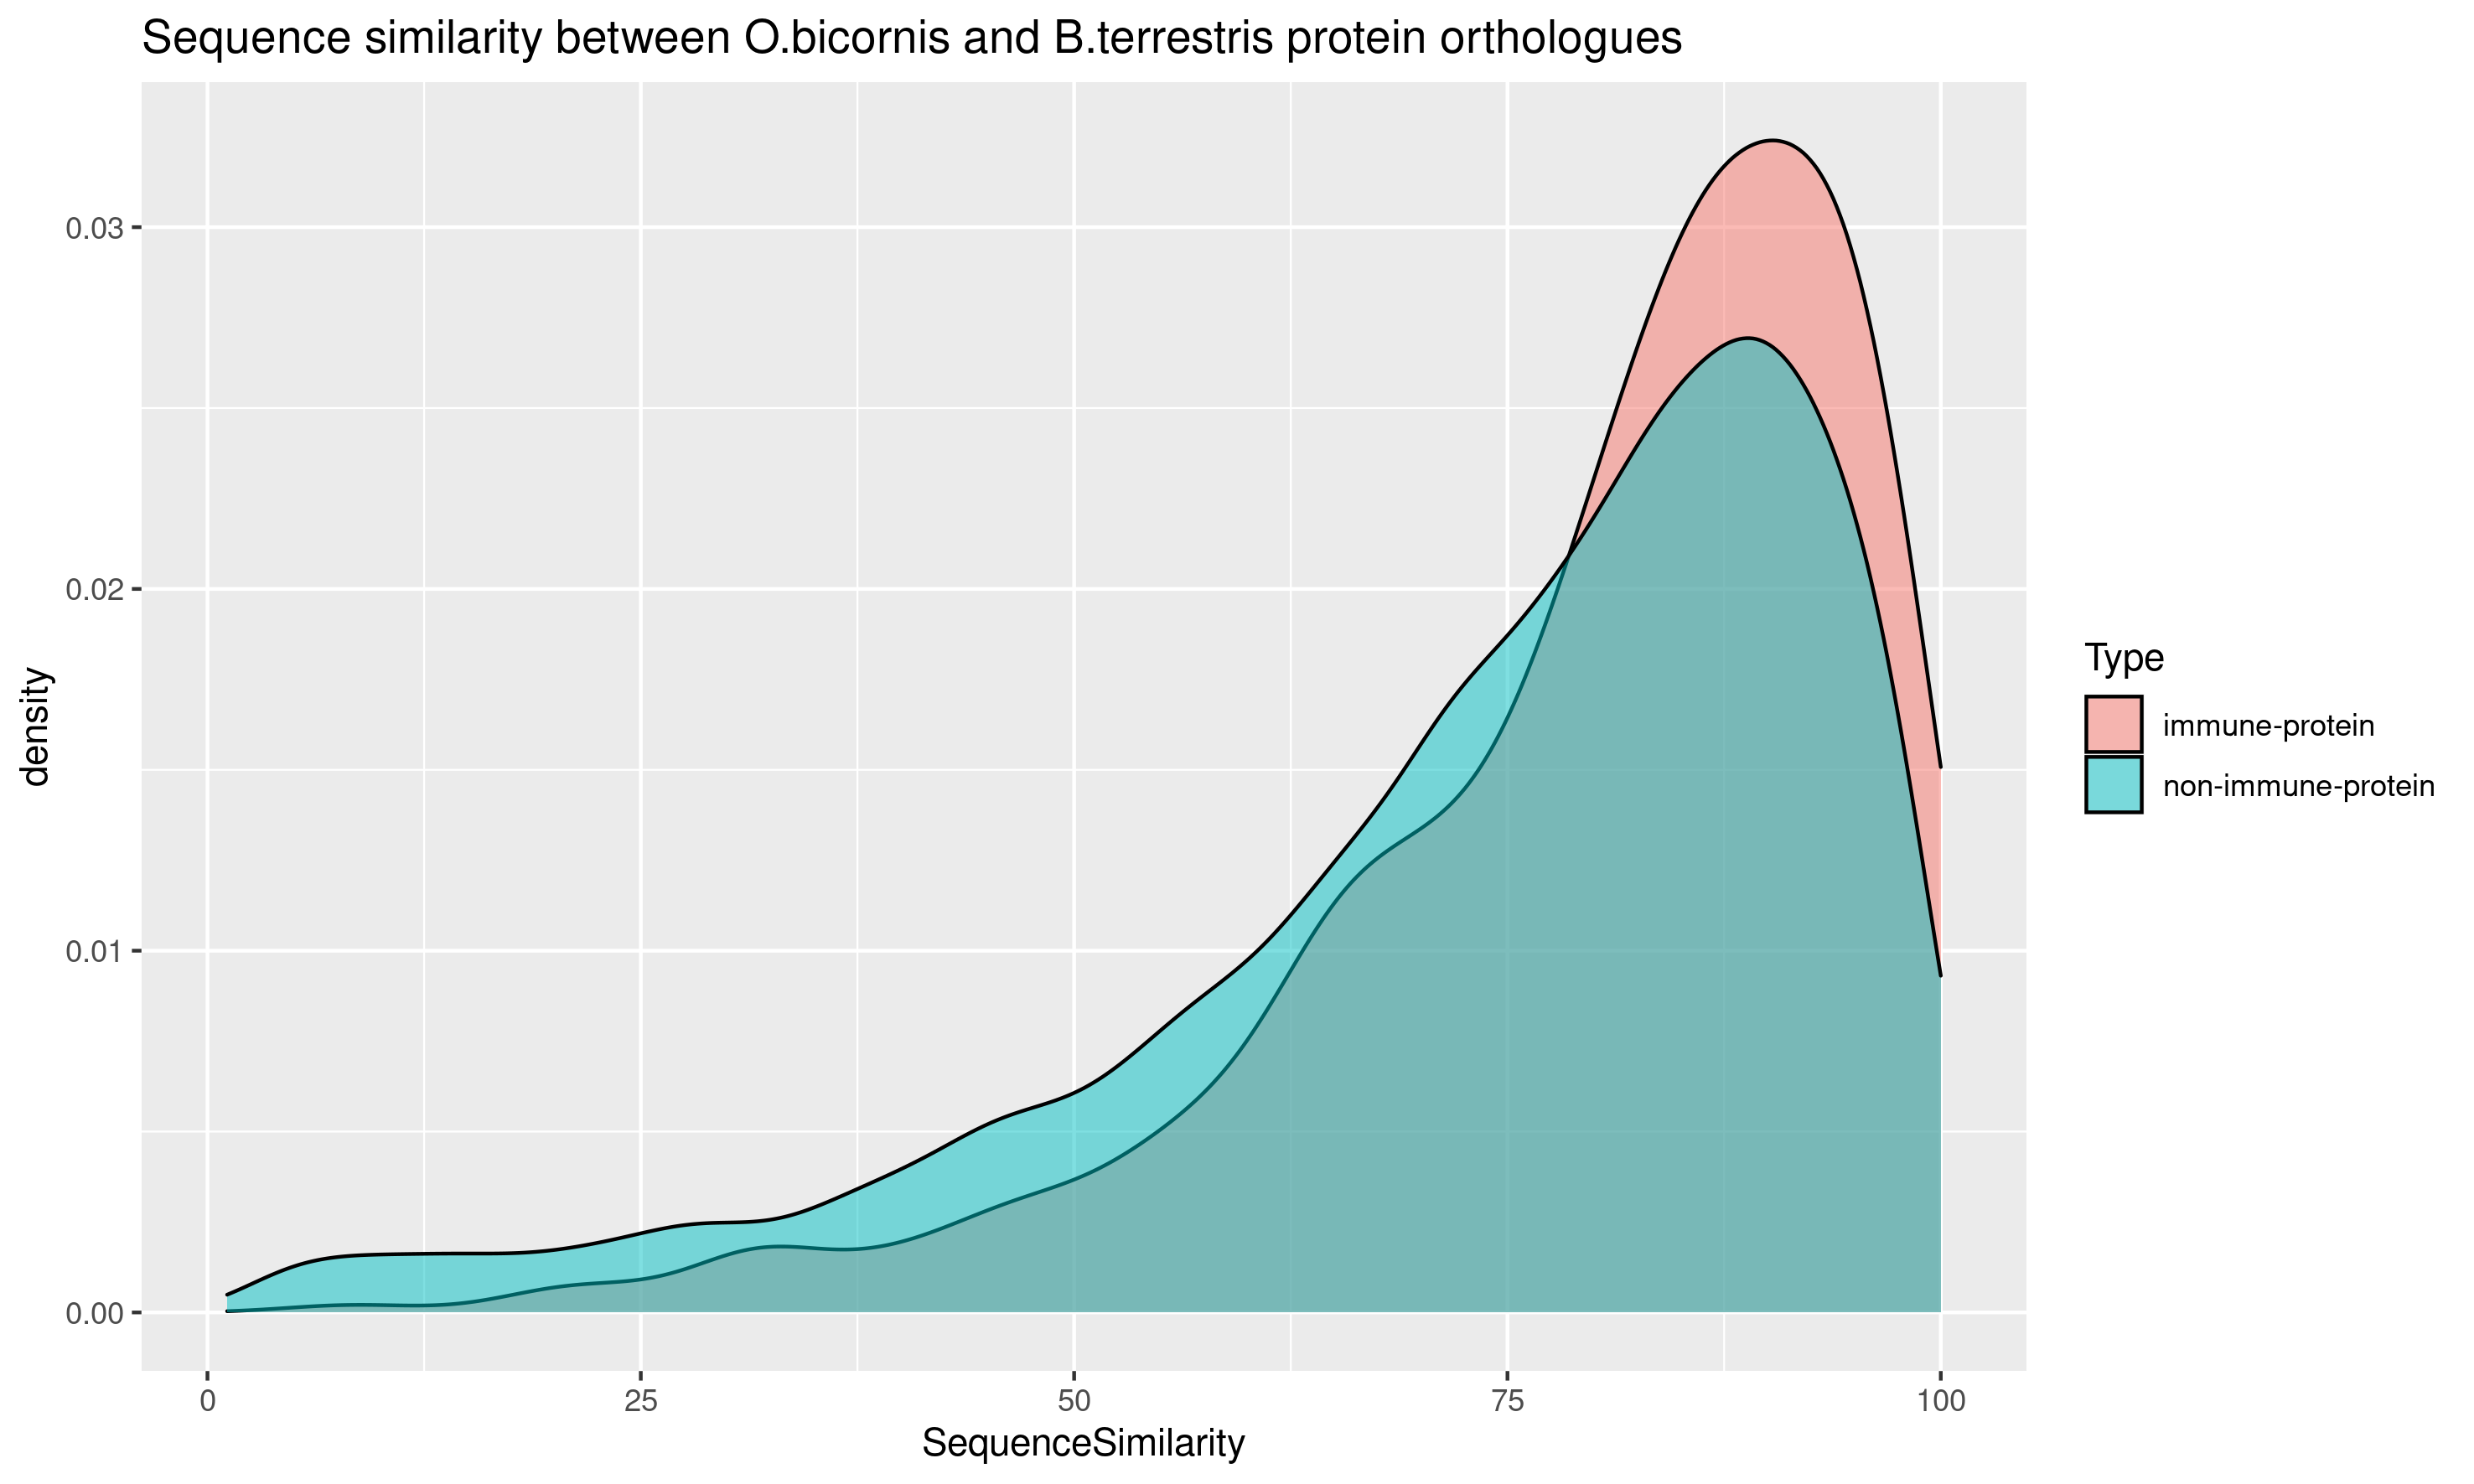 Sequence similarity between O.bicornis and B.terrestris protein orthologues
0.03
0.02
0.01
0.00
density
0 25 50 75 100
SequenceSimilarity
Type
immune-protein
non-immune-protein